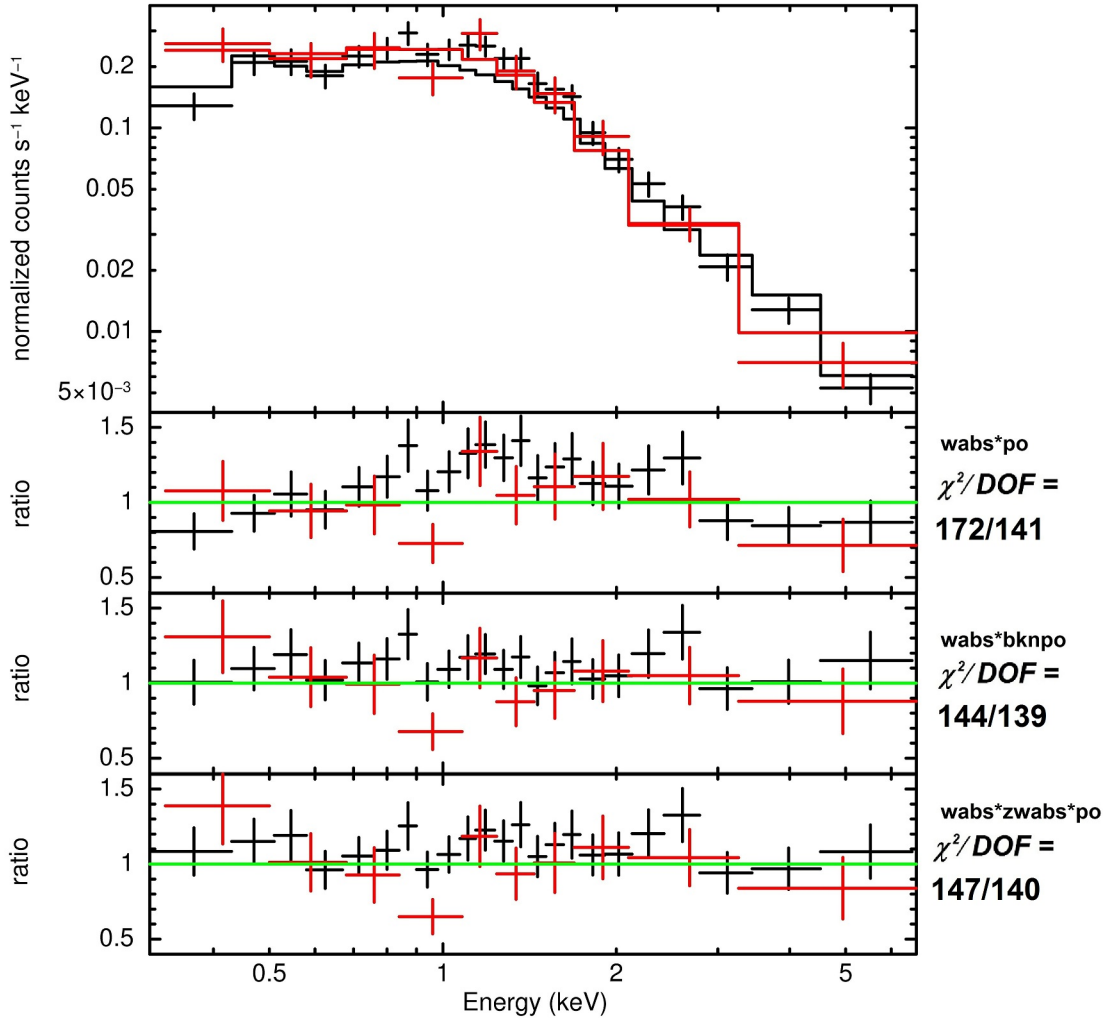 normalized counts s⁻¹ keV⁻¹
0.2
0.1
0.05
0.02
0.01
5×10⁻³
ratio
1.5
1
0.5
wabs*po
χ²/DOF =
172/141
ratio
1.5
1
0.5
wabs*bknpo
χ²/DOF =
144/139
ratio
1.5
1
0.5
wabs*zwabs*po
χ²/DOF =
147/140
0.5 1 2 5
Energy (keV)